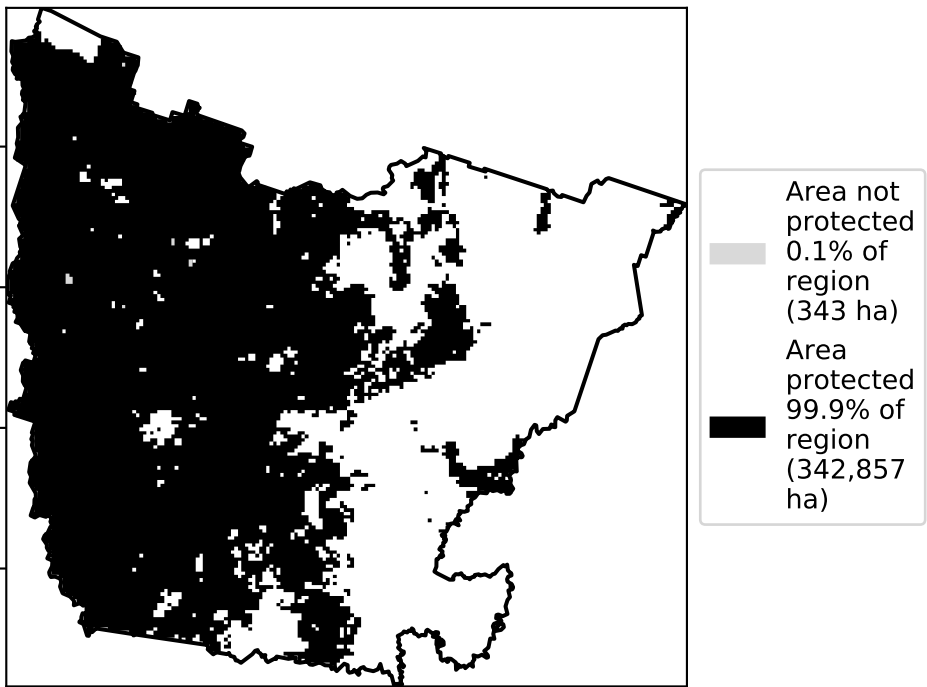 Area not
protected
0.1% of
region
(343 ha)
Area
protected
99.9% of
region
(342,857
ha)